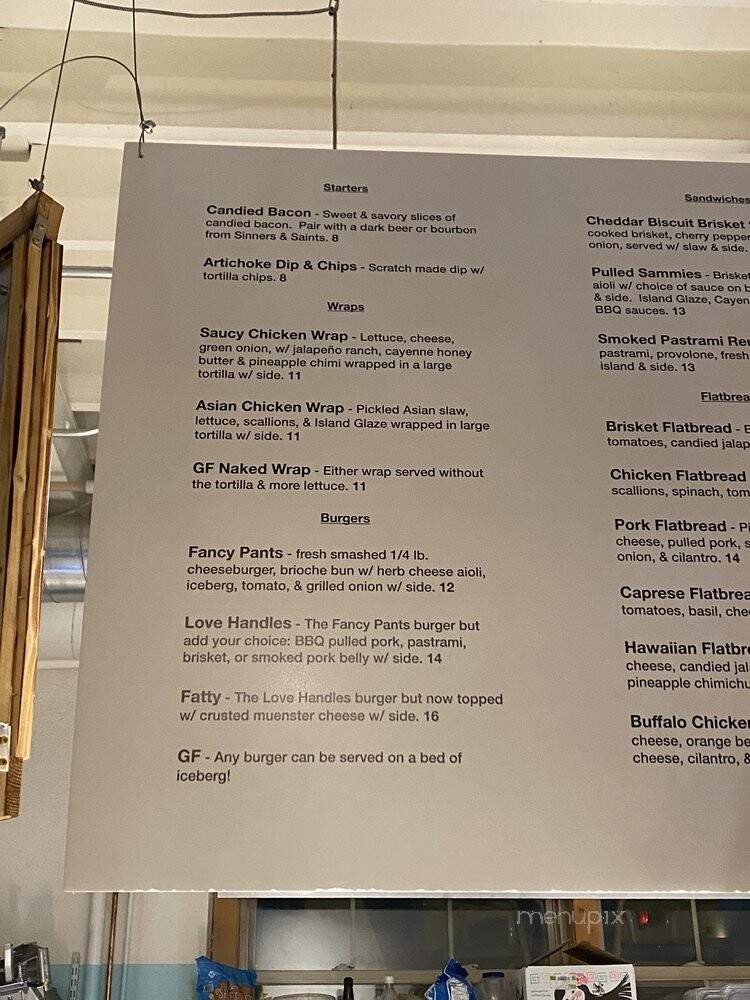 Starters
Candied Bacon - Sweet & savory slices of
candied bacon. Pair with a dark beer or bourbon
from Sinners & Saints. 8
Artichoke Dip & Chips - Scratch made dip w/
tortilla chips. 8
Wraps
Saucy Chicken Wrap - Lettuce, cheese,
green onion, w/ jalapeño ranch, cayenne honey
butter & pineapple chimi wrapped in a large
tortilla w/ side. 11
Asian Chicken Wrap - Pickled Asian slaw,
lettuce, scallions, & Island Glaze wrapped in large
tortilla w/ side. 11
GF Naked Wrap - Either wrap served without
the tortilla & more lettuce. 11
Burgers
Fancy Pants - fresh smashed 1/4 lb.
cheeseburger, brioche bun w/ herb cheese aioli,
iceberg, tomato, & grilled onion w/ side. 12
Love Handles - The Fancy Pants burger but
add your choice: BBQ pulled pork, pastrami,
brisket, or smoked pork belly w/ side. 14
Fatty - The Love Handles burger but now topped
w/ crusted muenster cheese w/ side. 16
GF - Any burger can be served on a bed of
iceberg!
Sandwiches
Cheddar Biscuit Brisket
cooked brisket, cherry pepper
onion, served w/ slaw & side.
Pulled Sammies - Brisket
aioli w/ choice of sauce on
& side. Island Glaze, Cayen
BBQ sauces. 13
Smoked Pastrami
pastrami, provolone, fresh
island & side. 13
Flatbrea
Brisket Flatbread -
tomatoes, candied jalap
Chicken Flatbread
scallions, spinach, tom
Pork Flatbread -
cheese, pulled pork,
onion, & cilantro. 14
Caprese Flatbrea
tomatoes, basil, che
Hawaiian Flatbre
cheese, candied jal
pineapple chimichu
Buffalo Chicken
cheese, orange be
cheese, cilantro, &
menupix